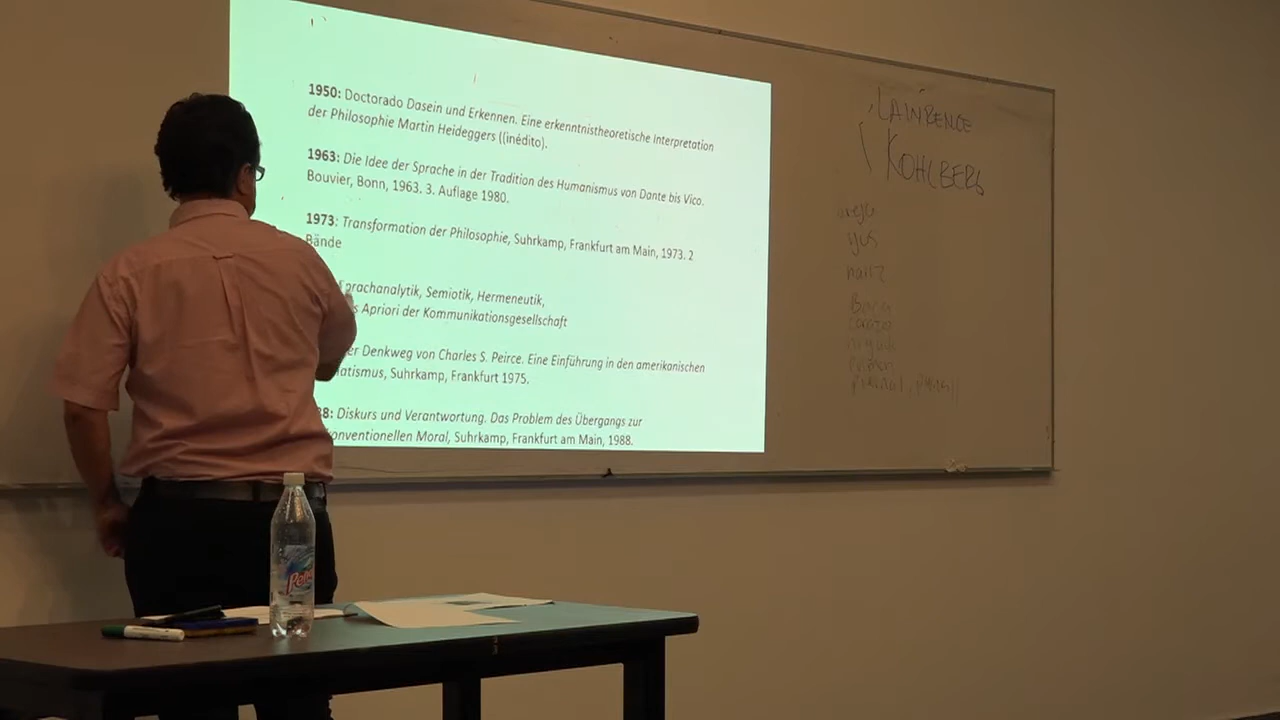 1950: Doctorado Dasein und Erkennen. Eine erkenntnistheoretische Interpretation
der Philosophie Martin Heideggers ((inédito).
1963: Die Idee der Sprache in der Tradition des Humanismus von Dante bis Vico.
Bouvier, Bonn, 1963. 3. Auflage 1980.
1973: Transformation der Philosophie, Suhrkamp, Frankfurt am Main, 1973. 2
Bände
prachanalytik, Semiotik, Hermeneutik,
s Apriori der Kommunikationsgesellschaft
er Denkweg von Charles S. Peirce. Eine Einführung in den amerikanischen
atismus, Suhrkamp, Frankfurt 1975.
88: Diskurs und Verantwortung. Das Problem des Übergangs zur
konventionellen Moral, Suhrkamp, Frankfurt am Main, 1988.
LAWRENCE
KOHLBERG